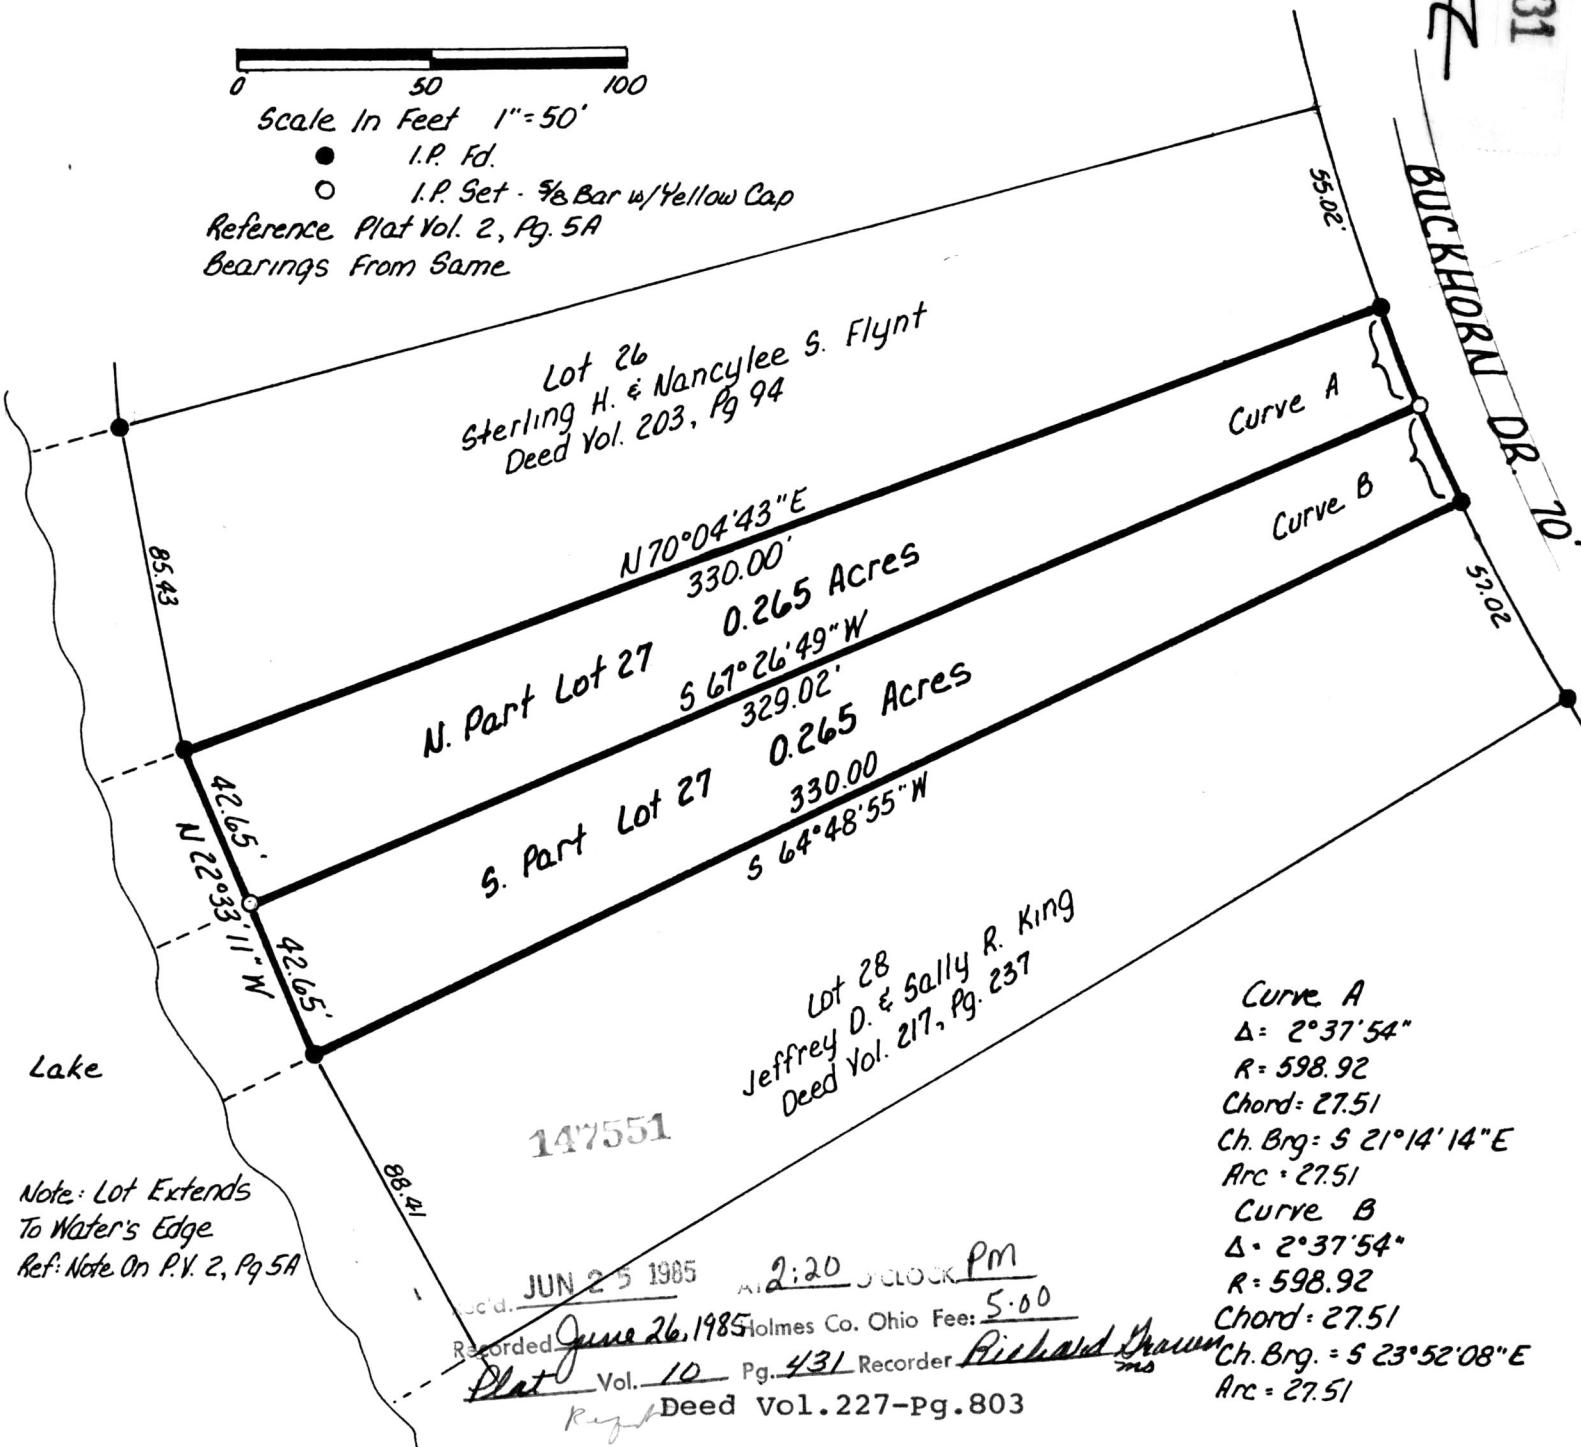 31
0 50 100
Scale In Feet 1"=50'
I.P. Fd.
I.P. Set - 5/8 Bar w/Yellow Cap
Reference Plat Vol. 2, Pg. 5A
Bearings From Same
55.02'
BUCKHORN DR. 70'
Lot 26
Sterling H. & Nancylee S. Flynt
Deed Vol. 203, Pg 94
85.43
Curve A
N 70°04'43"E
330.00'
0.265 Acres
N. Part Lot 27
Curve B
57.02
S 67°26'49"W
329.02'
0.265 Acres
S. Part Lot 27
330.00
S 64°48'55"W
42.65'
N 22°33'11"W
42.65'
Lot 28
Jeffrey D. & Sally R. King
Deed Vol. 217, Pg. 237
Lake
147551
88.41
Note: Lot Extends
To Water's Edge
Ref: Note On P.V. 2, Pg 5A
Curve A
Δ= 2°37'54"
R= 598.92
Chord= 27.51
Ch. Brg= S 21°14'14"E
Arc = 27.51
Curve B
Δ= 2°37'54"
R= 598.92
Chord= 27.51
Ch. Brg. = S 23°52'08"E
Arc = 27.51
JUN 25 1985 At 2:20 O'CLOCK PM
Recorded June 26, 1985 Holmes Co. Ohio Fee: 5.00
Plat Vol. 10 Pg. 431 Recorder Richard
ms
Deed Vol.227-Pg.803